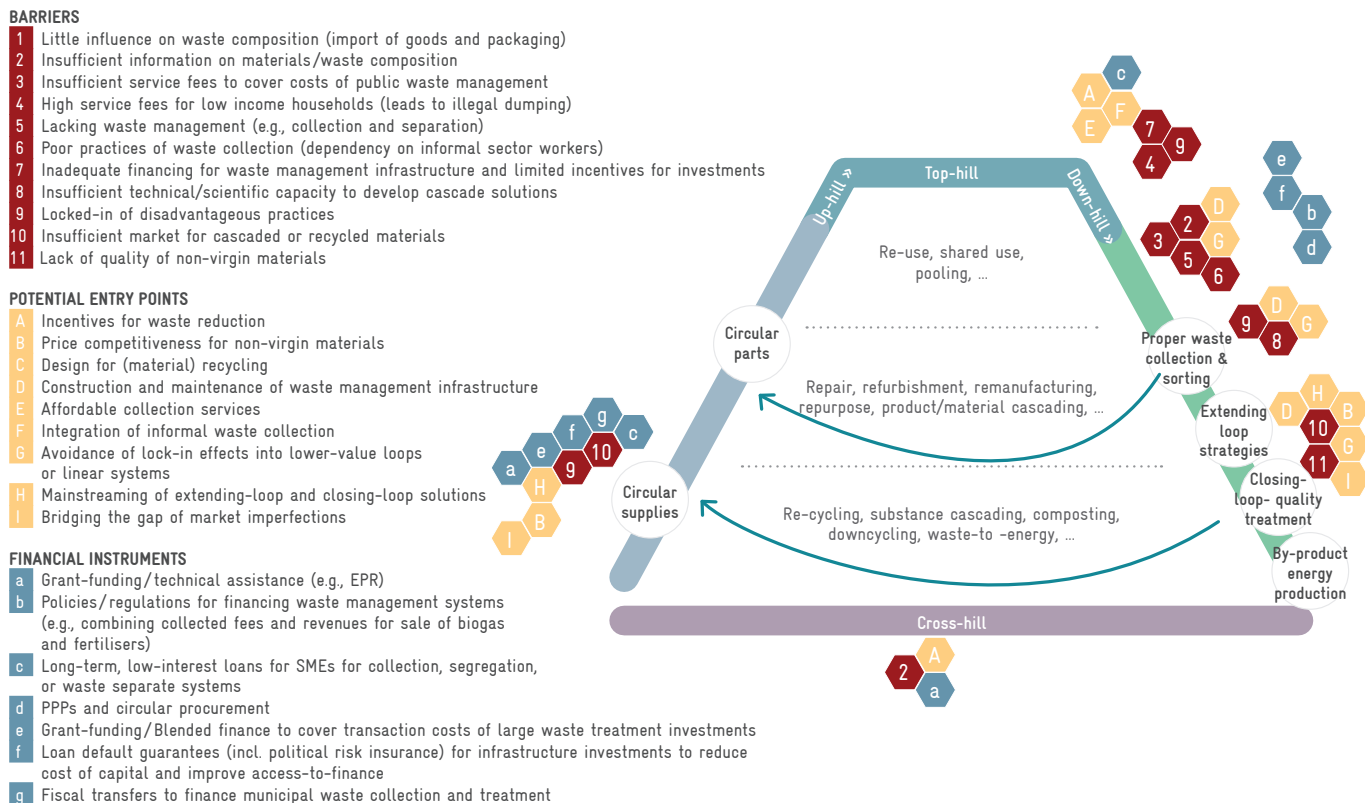 BARRIERS
1 Little influence on waste composition (import of goods and packaging)
2 Insufficient information on materials/waste composition
3 Insufficient service fees to cover costs of public waste management
4 High service fees for low income households (leads to illegal dumping)
5 Lacking waste management (e.g., collection and separation)
6 Poor practices of waste collection (dependency on informal sector workers)
7 Inadequate financing for waste management infrastructure and limited incentives for investments
8 Insufficient technical/scientific capacity to develop cascade solutions
9 Locked-in of disadvantageous practices
10 Insufficient market for cascaded or recycled materials
11 Lack of quality of non-virgin materials
POTENTIAL ENTRY POINTS
A Incentives for waste reduction
B Price competitiveness for non-virgin materials
C Design for (material) recycling
D Construction and maintenance of waste management infrastructure
E Affordable collection services
F Integration of informal waste collection
G Avoidance of lock-in effects into lower-value loops
or linear systems
H Mainstreaming of extending-loop and closing-loop solutions
I Bridging the gap of market imperfections
FINANCIAL INSTRUMENTS
a Grant-funding/technical assistance (e.g., EPR)
b Policies/regulations for financing waste management systems
(e.g., combining collected fees and revenues for sale of biogas
and fertilisers)
c Long-term, low-interest loans for SMEs for collection, segregation,
or waste separate systems
d PPPs and circular procurement
e Grant-funding/Blended finance to cover transaction costs of large waste treatment investments
f Loan default guarantees (incl. political risk insurance) for infrastructure investments to reduce
cost of capital and improve access-to-finance
g Fiscal transfers to finance municipal waste collection and treatment
g
f c
e 10
a 9
H
B
I
Circular
supplies
Circular
parts
Up-hill »
Top-hill
Down-hill »
Re-use, shared use,
pooling, ...
Repair, refurbishment, remanufacturing,
repurpose, product/material cascading, ...
Re-cycling, substance cascading, composting,
downcycling, waste-to -energy, ...
c
A
F
E
7
9
4
e
f
b
d
D
2
3 G
5
6
D
9 G
8
Proper waste
collection &
sorting
H
D B
10
G
11
I
Extending
loop
strategies
Closing-
loop- quality
treatment
By-product
energy
production
Cross-hill
A
2
a